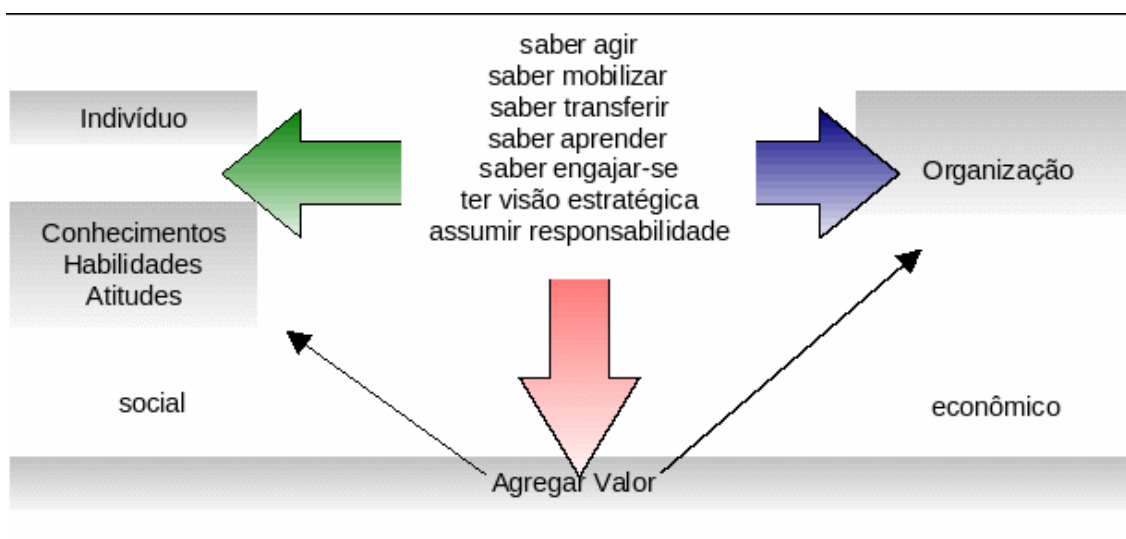 saber agir
saber mobilizar
saber transferir
saber aprender
saber engajar-se
ter visão estratégica
assumir responsabilidade
Indivíduo
Conhecimentos
Habilidades
Atitudes
social
Organização
econômico
Agregar Valor